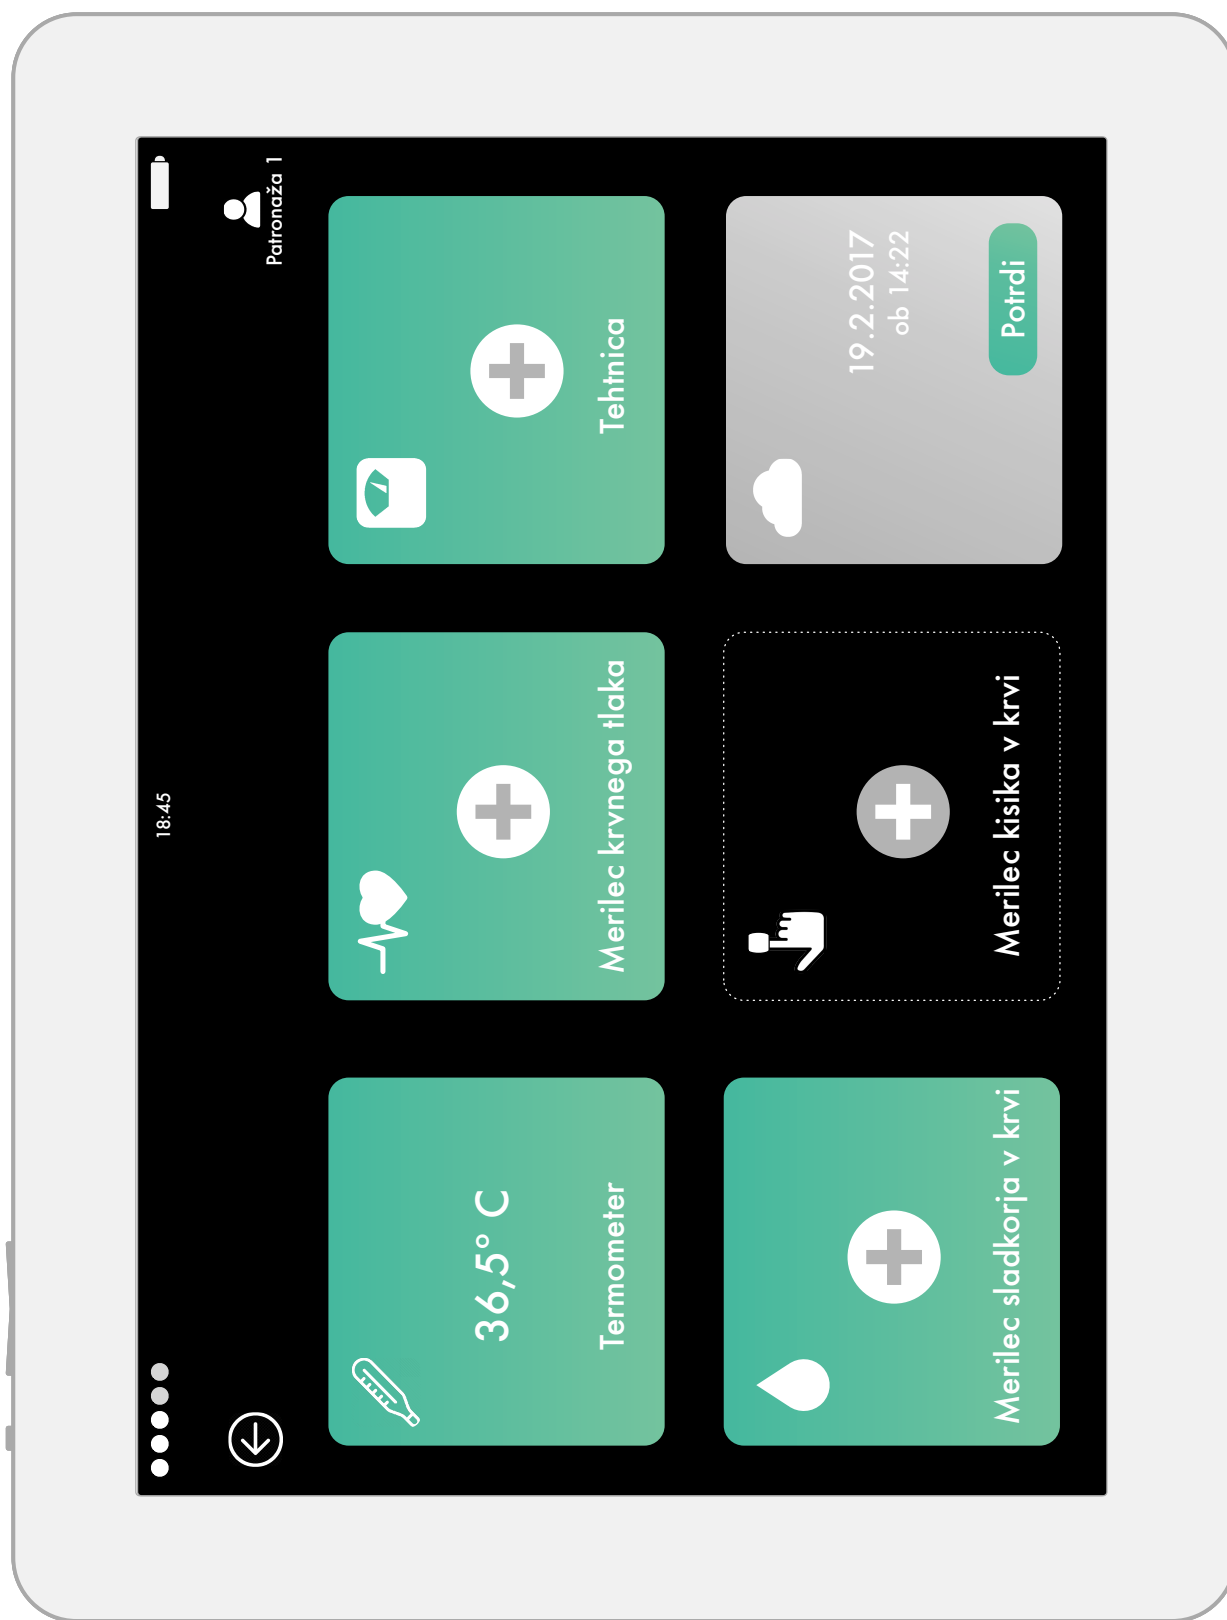 18:45
Patronaža 1
36,5° C
Termometer
Merilec krvnega tlaka
Tehtnica
Merilec sladkorja v krvi
Merilec kisika v krvi
19.2.2017
ob 14:22
Potrdi